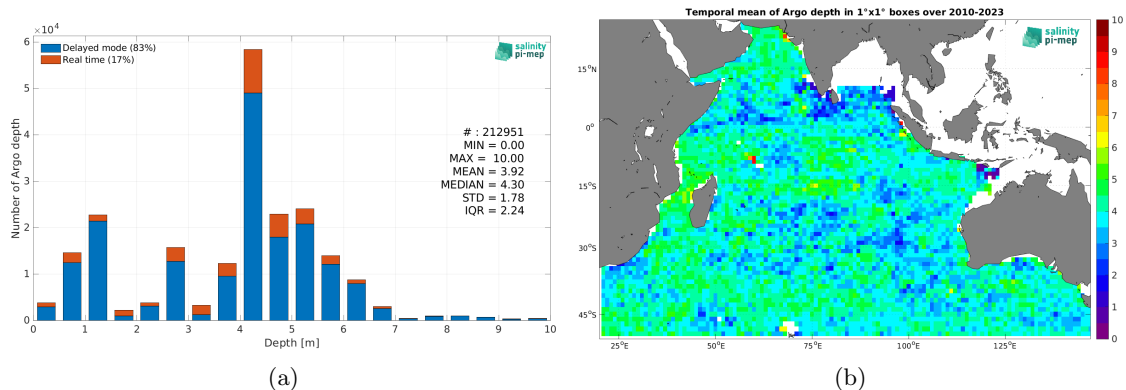 ×10⁴
6
5
4
3
2
1
0
Number of Argo depth
Delayed mode (83%)
Real time (17%)
salinity
pi-mep
# : 212951
MIN = 0.00
MAX = 10.00
MEAN = 3.92
MEDIAN = 4.30
STD = 1.78
IQR = 2.24
0 1 2 3 4 5 6 7 8 9 10
Depth [m]
(a)
Temporal mean of Argo depth in 1°x1° boxes over 2010-2023
salinity
pi-mep
15°N
0°
15°S
30°S
45°S
25°E 50°E 75°E 100°E 125°E
10
9
8
7
6
5
4
3
2
1
0
(b)